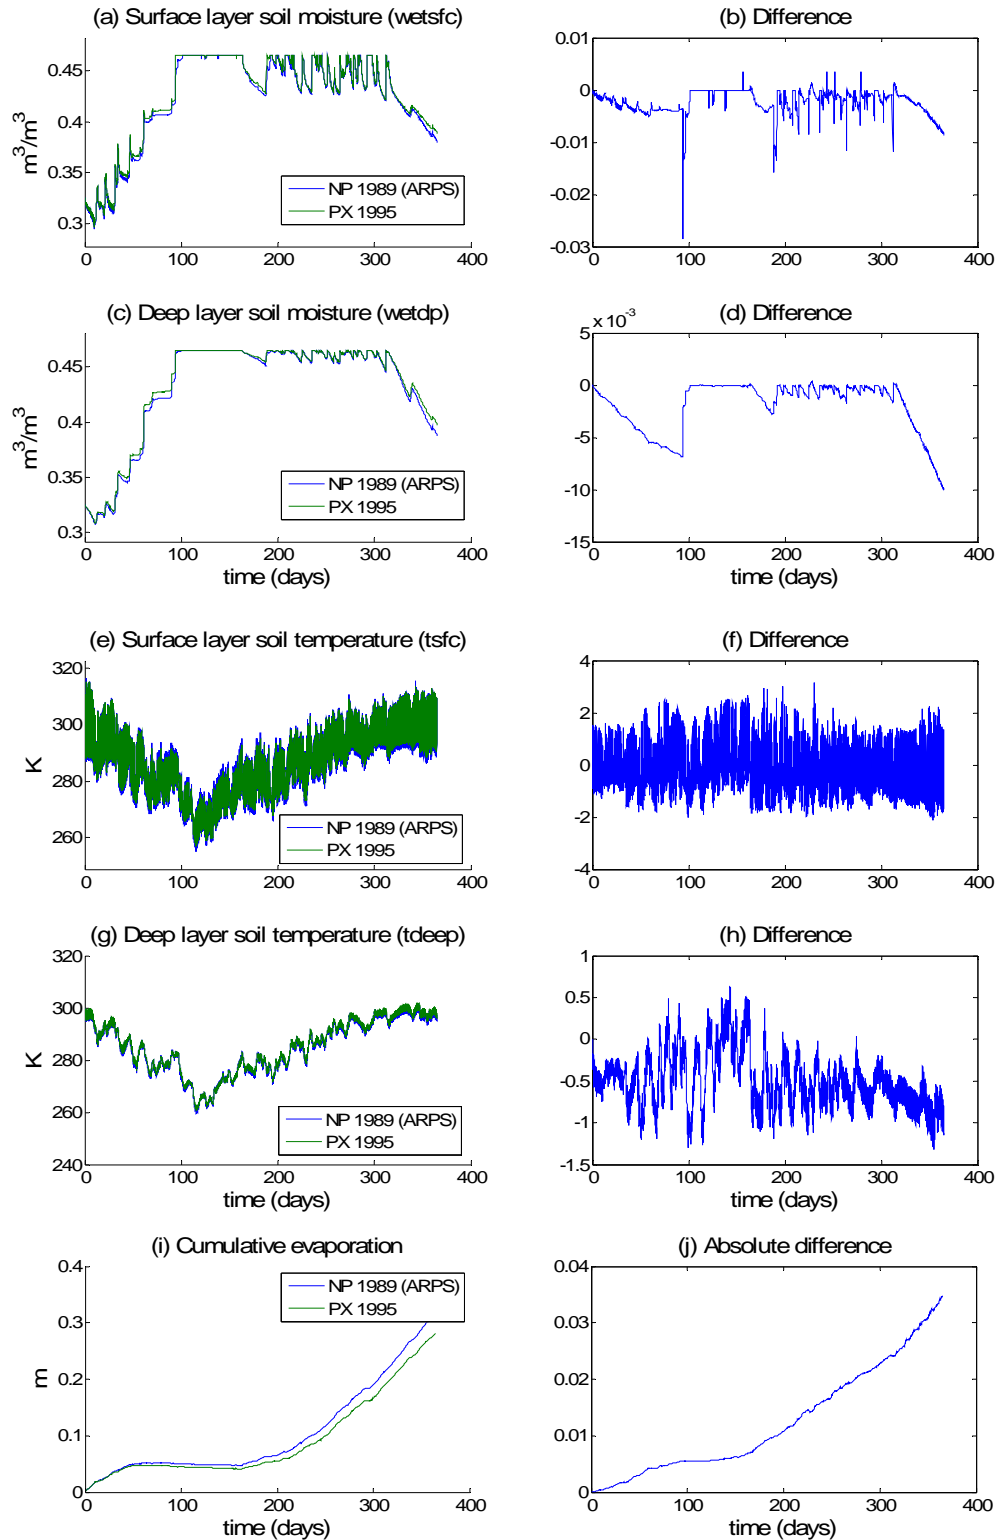 (a) Surface layer soil moisture (wetsfc)
0.45
0.4
0.35
0.3
m³/m³
0 100 200 300 400
NP 1989 (ARPS)
PX 1995
(b) Difference
0.01
0
-0.01
-0.02
-0.03
0 100 200 300 400
(c) Deep layer soil moisture (wetdp)
0.45
0.4
0.35
0.3
m³/m³
NP 1989 (ARPS)
PX 1995
0 100 200 300 400
time (days)
(d) Difference
x 10⁻³
5
0
-5
-10
-15
0 100 200 300 400
time (days)
(e) Surface layer soil temperature (tsfc)
320
300
280
260
K
NP 1989 (ARPS)
PX 1995
0 100 200 300 400
(f) Difference
4
2
0
-2
-4
0 100 200 300 400
(g) Deep layer soil temperature (tdeep)
320
300
280
260
240
K
NP 1989 (ARPS)
PX 1995
0 100 200 300 400
time (days)
(h) Difference
1
0.5
0
-0.5
-1
-1.5
0 100 200 300 400
time (days)
(i) Cumulative evaporation
0.4
0.3
0.2
0.1
0
m
NP 1989 (ARPS)
PX 1995
0 100 200 300 400
time (days)
(j) Absolute difference
0.04
0.03
0.02
0.01
0
0 100 200 300 400
time (days)